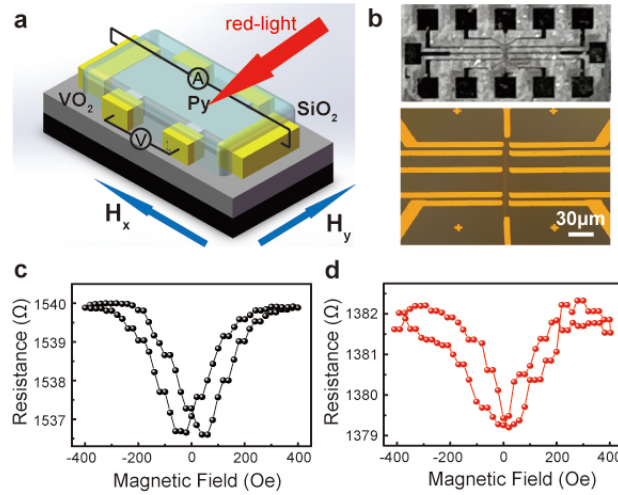 a
red-light
A
Py
VO2
SiO2
V
Hx
Hy
b
30μm
c
Resistance (Ω)
1540
1539
1538
1537
-400 -200 0 200 400
Magnetic Field (Oe)
d
Resistance (Ω)
1382
1381
1380
1379
-400 -200 0 200 400
Magnetic Field (Oe)